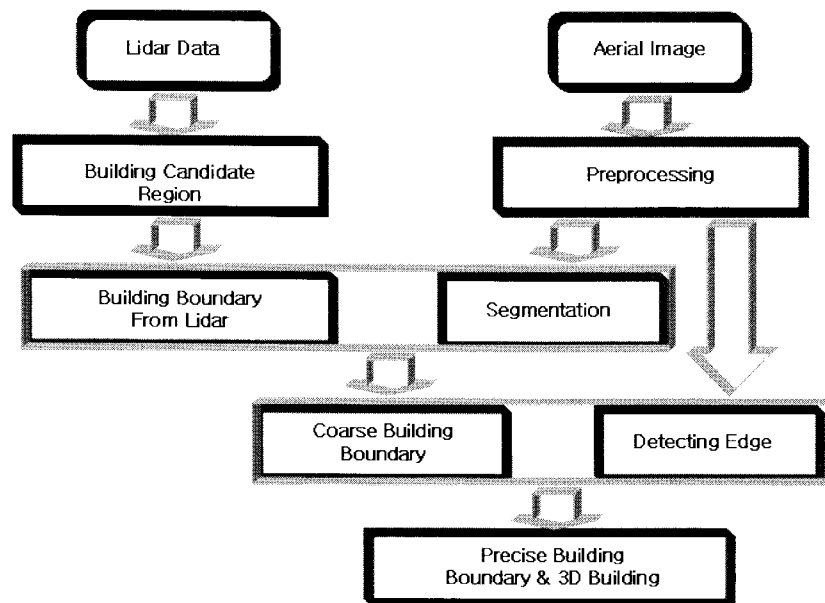 Lidar Data
Aerial Image
Building Candidate
Region
Preprocessing
Building Boundary
From Lidar
Segmentation
Coarse Building
Boundary
Detecting Edge
Precise Building
Boundary & 3D Building